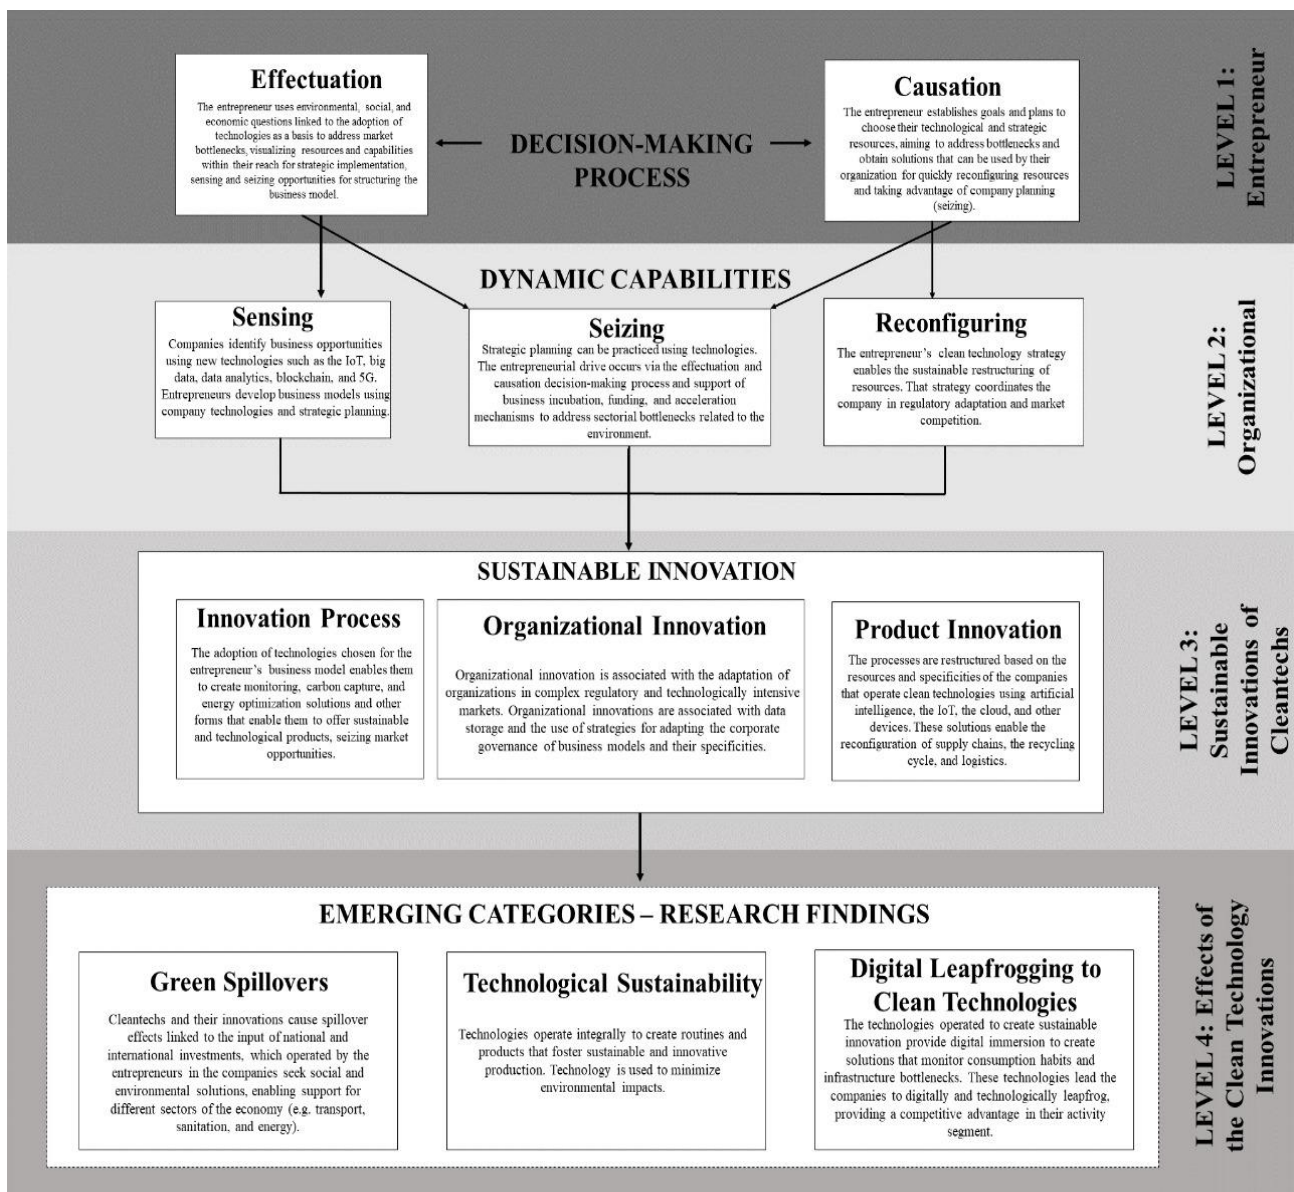 Effectuation
The entrepreneur uses environmental, social, and
economic questions linked to the adoption of
technologies as a basis to address market
bottlenecks, visualizing resources and capabilities
within their reach for strategic implementation,
sensing and seizing opportunities for structuring the
business model.
DECISION-MAKING
PROCESS
Causation
The entrepreneur establishes goals and plans to
choose their technological and strategic
resources, aiming to address bottlenecks and
obtain solutions that can be used by their
organization for quickly reconfiguring resources
and taking advantage of company planning
(seizing).
LEVEL 1:
Entrepreneur
DYNAMIC CAPABILITIES
Sensing
Companies identify business opportunities
using new technologies such as the IoT, big
data, data analytics, blockchain, and 5G.
Entrepreneurs develop business models using
company technologies and strategic planning.
Seizing
Strategic planning can be practiced using technologies.
The entrepreneurial drive occurs via the effectuation and
causation decision-making process and support of
business incubation, funding, and acceleration
mechanisms to address sectorial bottlenecks related to the
environment.
Reconfiguring
The entrepreneur's clean technology strategy
enables the sustainable restructuring of
resources. That strategy coordinates the
company in regulatory adaptation and market
competition.
LEVEL 2:
Organizational
SUSTAINABLE INNOVATION
Innovation Process
The adoption of technologies chosen for the
entrepreneur's business model enables them
to create monitoring, carbon capture, and
energy optimization solutions and other
forms that enable them to offer sustainable
and technological products, seizing market
opportunities.
Organizational Innovation
Organizational innovation is associated with the adaptation of
organizations in complex regulatory and technologically intensive
markets. Organizational innovations are associated with data
storage and the use of strategies for adapting the corporate
governance of business models and their specificities.
Product Innovation
The processes are restructured based on the
resources and specificities of the companies
that operate clean technologies using artificial
intelligence, the IoT, the cloud, and other
devices. These solutions enable the
reconfiguration of supply chains, the recycling
cycle, and logistics.
LEVEL 3:
Sustainable
Innovations of
Cleantechs
EMERGING CATEGORIES – RESEARCH FINDINGS
Green Spillovers
Cleantechs and their innovations cause spillover
effects linked to the input of national and
international investments, which operated by the
entrepreneurs in the companies seek social and
environmental solutions, enabling support for
different sectors of the economy (e.g. transport,
sanitation, and energy).
Technological Sustainability
Technologies operate integrally to create routines and
products that foster sustainable and innovative
production. Technology is used to minimize
environmental impacts.
Digital Leapfrogging to
Clean Technologies
The technologies operated to create sustainable
innovation provide digital immersion to create
solutions that monitor consumption habits and
infrastructure bottlenecks. These technologies lead the
companies to digitally and technologically leapfrog,
providing a competitive advantage in their activity
segment.
LEVEL 4: Effects of
the Clean Technology
Innovations